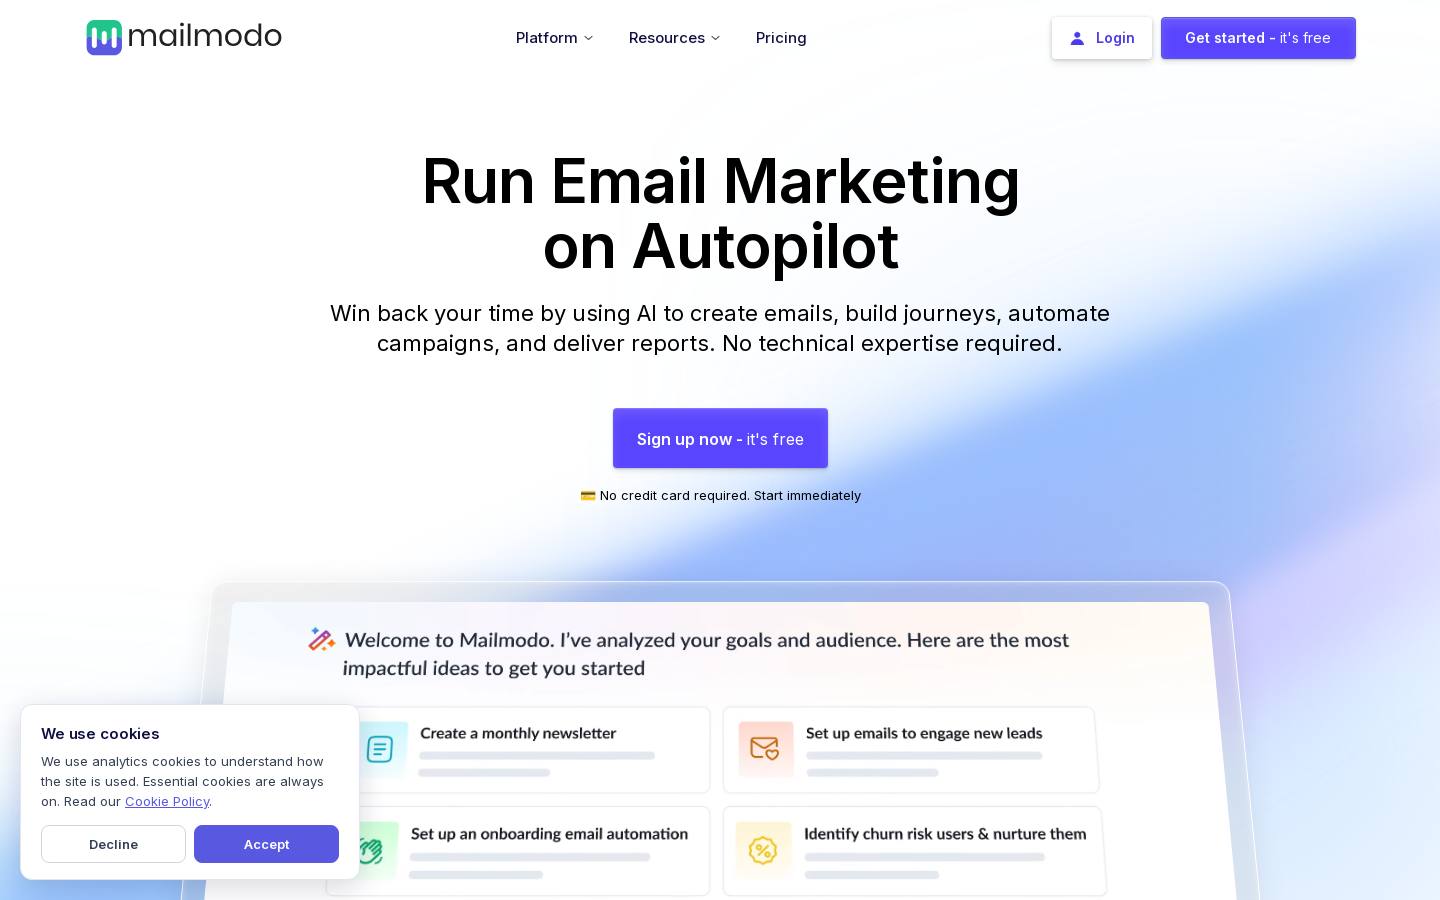 mailmodo
Platform
Resources
Pricing
Login
Get started - it's free
Run Email Marketing
on Autopilot
Win back your time by using AI to create emails, build journeys, automate
campaigns, and deliver reports. No technical expertise required.
Sign up now - it's free
💳 No credit card required. Start immediately
Welcome to Mailmodo. I've analyzed your goals and audience. Here are the most
impactful ideas to get you started
Create a monthly newsletter
Set up emails to engage new leads
Set up an onboarding email automation
Identify churn risk users & nurture them
We use cookies
We use analytics cookies to understand how
the site is used. Essential cookies are always
on. Read our Cookie Policy.
Decline
Accept